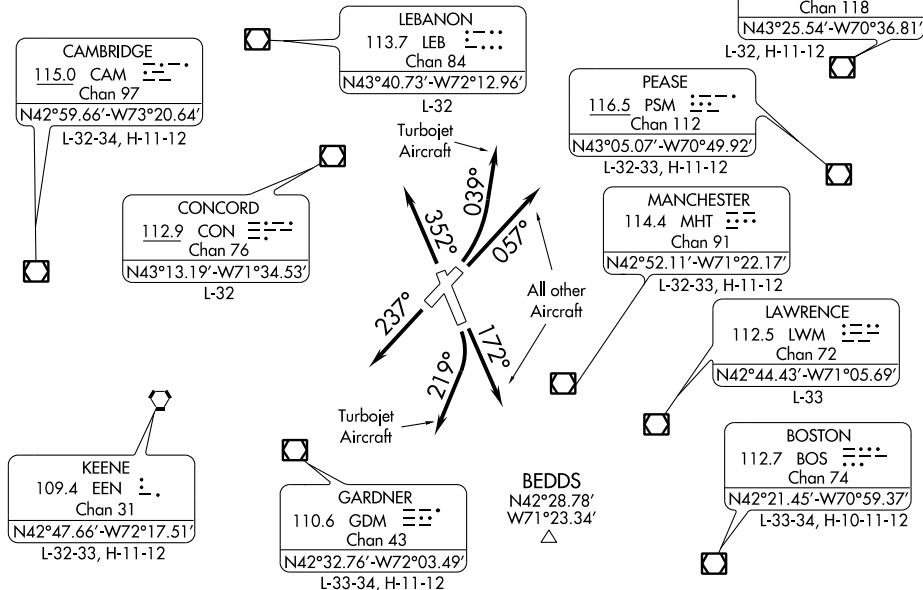 Chan 118
N43°25.54'-W70°36.81'
L-32, H-11-12
LEBANON
113.7 LEB
Chan 84
N43°40.73'-W72°12.96'
L-32
CAMBRIDGE
115.0 CAM
Chan 97
N42°59.66'-W73°20.64'
L-32-34, H-11-12
PEASE
116.5 PSM
Chan 112
N43°05.07'-W70°49.92'
L-32-33, H-11-12
Turbojet
Aircraft
CONCORD
112.9 CON
Chan 76
N43°13.19'-W71°34.53'
L-32
352°
039°
057°
237°
219°
172°
All other
Aircraft
Turbojet
Aircraft
MANCHESTER
114.4 MHT
Chan 91
N42°52.11'-W71°22.17'
L-32-33, H-11-12
LAWRENCE
112.5 LWM
Chan 72
N42°44.43'-W71°05.69'
L-33
KEENE
109.4 EEN
Chan 31
N42°47.66'-W72°17.51'
L-32-33, H-11-12
GARDNER
110.6 GDM
Chan 43
N42°32.76'-W72°03.49'
L-33-34, H-11-12
BEDDS
N42°28.78'
W71°23.34'
BOSTON
112.7 BOS
Chan 74
N42°21.45'-W70°59.37'
L-33-34, H-10-11-12